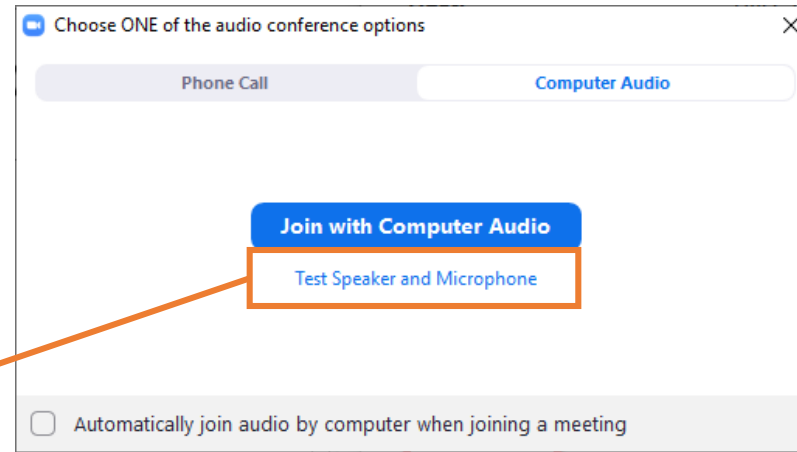 Choose ONE of the audio conference options
Phone Call
Computer Audio
Join with Computer Audio
Test Speaker and Microphone
Automatically join audio by computer when joining a meeting